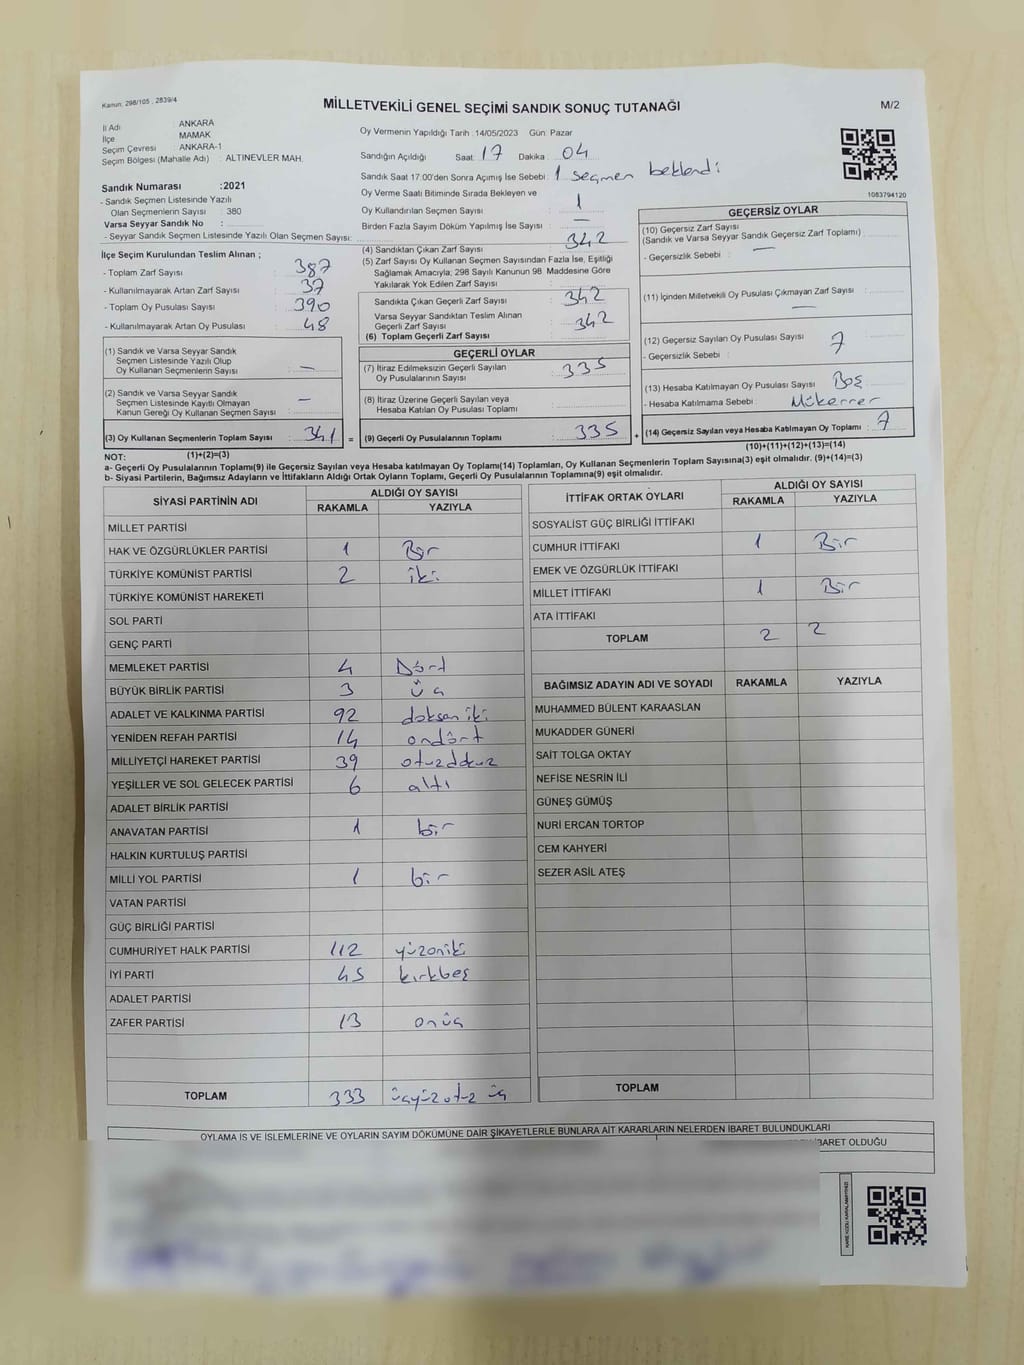 Kanun: 298/105 , 2839/4
MİLLETVEKİLİ GENEL SEÇİMİ SANDIK SONUÇ TUTANAĞI
M/2
İl Adı : ANKARA
İlçe : MAMAK
Seçim Çevresi : ANKARA-1
Seçim Bölgesi (Mahalle Adı) : ALTINEVLER MAH.
Sandık Numarası :2021
- Sandık Seçmen Listesinde Yazılı
Olan Seçmenlerin Sayısı : 380
Varsa Seyyar Sandık No :
- Seyyar Sandık Seçmen Listesinde Yazılı Olan Seçmen Sayısı:
Oy Vermenin Yapıldığı Tarih : 14/05/2023 Gün: Pazar
Sandığın Açıldığı Saat : 17 Dakika : 04
Sandık Saat 17:00'den Sonra Açımış İse Sebebi : 1 seçmen beklendi
Oy Verme Saati Bitiminde Sırada Bekleyen ve
Oy Kullandırılan Seçmen Sayısı : 1
Birden Fazla Sayım Döküm Yapılmış İse Sayısı : —
1083794120
İlçe Seçim Kurulundan Teslim Alınan ;
- Toplam Zarf Sayısı : 387
- Kullanılmayarak Artan Zarf Sayısı : 37
- Toplam Oy Pusulası Sayısı : 390
- Kullanılmayarak Artan Oy Pusulası : 48
(4) Sandıktan Çıkan Zarf Sayısı : 342
(5) Zarf Sayısı Oy Kullanan Seçmen Sayısından Fazla İse, Eşitliği
Sağlamak Amacıyla; 298 Sayılı Kanunun 98. Maddesine Göre
Yakılarak Yok Edilen Zarf Sayısı :
Sandıkta Çıkan Geçerli Zarf Sayısı : 342
Varsa Seyyar Sandıktan Teslim Alınan
Geçerli Zarf Sayısı : 342
(6) Toplam Geçerli Zarf Sayısı :
GEÇERSİZ OYLAR
(10) Geçersiz Zarf Sayısı
(Sandık ve Varsa Seyyar Sandık Geçersiz Zarf Toplamı) : —
- Geçersizlik Sebebi :
(11) İçinden Milletvekili Oy Pusulası Çıkmayan Zarf Sayısı : —
(12) Geçersiz Sayılan Oy Pusulası Sayısı : 7
- Geçersizlik Sebebi :
(13) Hesaba Katılmayan Oy Pusulası Sayısı : Boş
- Hesaba Katılmama Sebebi : Mükerrer
(14) Geçersiz Sayılan veya Hesaba Katılmayan Oy Toplamı : 7
(1) Sandık ve Varsa Seyyar Sandık
Seçmen Listesinde Yazılı Olup
Oy Kullanan Seçmenlerin Sayısı : —
(2) Sandık ve Varsa Seyyar Sandık
Seçmen Listesinde Kayıtlı Olmayan
Kanun Gereği Oy Kullanan Seçmen Sayısı : —
(3) Oy Kullanan Seçmenlerin Toplam Sayısı : 341 =
GEÇERLİ OYLAR
(7) İtiraz Edilmeksizin Geçerli Sayılan
Oy Pusulalarının Sayısı : 335
(8) İtiraz Üzerine Geçerli Sayılan veya
Hesaba Katılan Oy Pusulası Toplamı :
(9) Geçerli Oy Pusulalarının Toplamı : 335 +
NOT: (1)+(2)=(3)
(10)+(11)+(12)+(13)=(14)
a- Geçerli Oy Pusulalarının Toplamı(9) ile Geçersiz Sayılan veya Hesaba katılmayan Oy Toplamı(14) Toplamları, Oy Kullanan Seçmenlerin Toplam Sayısına(3) eşit olmalıdır. (9)+(14)=(3)
b- Siyasi Partilerin, Bağımsız Adayların ve İttifakların Aldığı Ortak Oyların Toplamı, Geçerli Oy Pusulalarının Toplamına(9) eşit olmalıdır.
SİYASİ PARTİNİN ADI ALDIĞI OY SAYISI
RAKAMLA YAZIYLA
MİLLET PARTİSİ
HAK VE ÖZGÜRLÜKLER PARTİSİ 1 Bir
TÜRKİYE KOMÜNİST PARTİSİ 2 iki
TÜRKİYE KOMÜNİST HAREKETİ
SOL PARTİ
GENÇ PARTİ
MEMLEKET PARTİSİ 4 Dört
BÜYÜK BİRLİK PARTİSİ 3 üç
ADALET VE KALKINMA PARTİSİ 92 doksan iki
YENİDEN REFAH PARTİSİ 14 ondört
MİLLİYETÇİ HAREKET PARTİSİ 39 otuzdokuz
YEŞİLLER VE SOL GELECEK PARTİSİ 6 altı
ADALET BİRLİK PARTİSİ
ANAVATAN PARTİSİ 1 bir
HALKIN KURTULUŞ PARTİSİ
MİLLİ YOL PARTİSİ 1 bir
VATAN PARTİSİ
GÜÇ BİRLİĞİ PARTİSİ
CUMHURİYET HALK PARTİSİ 112 yüzoniki
İYİ PARTİ 45 kırkbeş
ADALET PARTİSİ
ZAFER PARTİSİ 13 onüç
TOPLAM 333 üçyüzotuz üç
İTTİFAK ORTAK OYLARI ALDIĞI OY SAYISI
RAKAMLA YAZIYLA
SOSYALİST GÜÇ BİRLİĞİ İTTİFAKI
CUMHUR İTTİFAKI 1 Bir
EMEK VE ÖZGÜRLÜK İTTİFAKI
MİLLET İTTİFAKI 1 Bir
ATA İTTİFAKI
TOPLAM 2 2
BAĞIMSIZ ADAYIN ADI VE SOYADI RAKAMLA YAZIYLA
MUHAMMED BÜLENT KARAASLAN
MUKADDER GÜNERİ
SAİT TOLGA OKTAY
NEFİSE NESRİN İLİ
GÜNEŞ GÜMÜŞ
NURİ ERCAN TORTOP
CEM KAHYERİ
SEZER ASİL ATEŞ
TOPLAM
OYLAMA İŞ VE İŞLEMLERİNE VE OYLARIN SAYIM DÖKÜMÜNE DAİR ŞİKAYETLERLE BUNLARA AİT KARARLARIN NELERDEN İBARET BULUNDUKLARI
İBARET OLDUĞU
KARE KODU KARALAMAYINIZ!